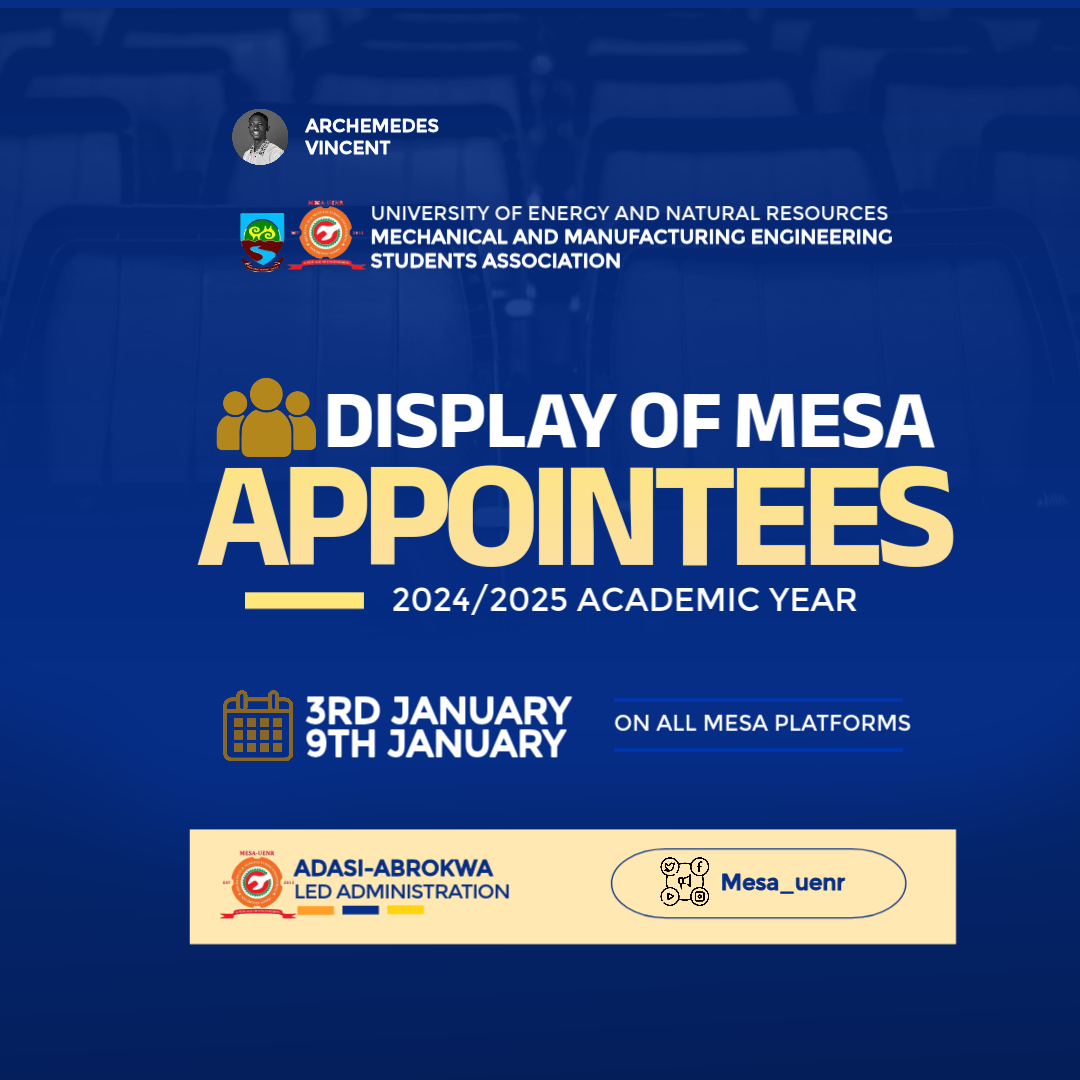 ARCHEMEDES
VINCENT
UNIVERSITY OF ENERGY AND NATURAL RESOURCES
MECHANICAL AND MANUFACTURING ENGINEERING
STUDENTS ASSOCIATION
DISPLAY OF MESA
APPOINTEES
2024/2025 ACADEMIC YEAR
3RD JANUARY
9TH JANUARY
ON ALL MESA PLATFORMS
MESA-UENR
ADASI-ABROKWA
LED ADMINISTRATION
Mesa_uenr